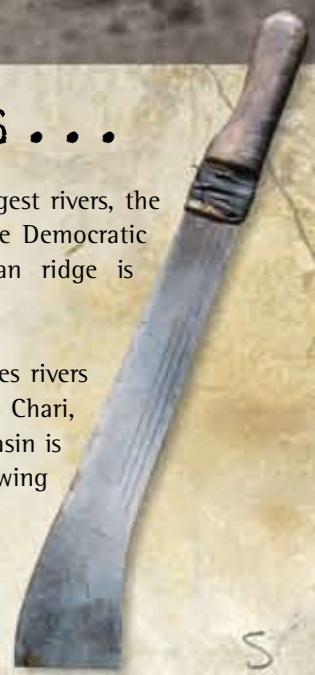 s...
gest rivers, the
e Democratic
an ridge is
es rivers
Chari,
sin is
wing
S